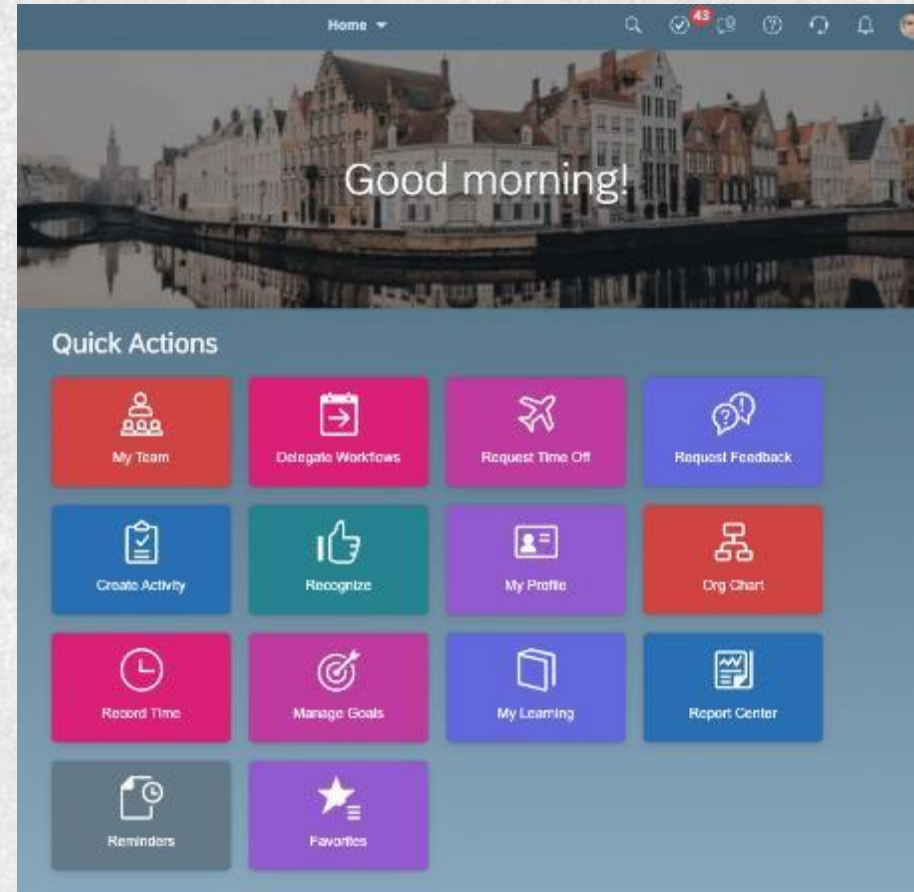 Home
43
Good morning!
Quick Actions
My Team
Delegate Workflows
Request Time Off
Request Feedback
Create Activity
Recognize
My Profile
Org Chart
Record Time
Manage Goals
My Learning
Report Center
Reminders
Favorites